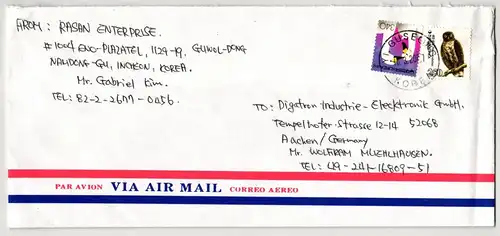 FROM: RASAN ENTERPRISE.
#1004 ENO-PLAZATEL, 1129-19, GUWOL-DONG
NAMDONG-GU, INCHEON, KOREA.
Mr. Gabriel Kim.
TEL: 82-2-2677-0056
TO: Digatron Industrie-Elecktronik GmbH.
Tempelhofer-Strasse 12-14 52068
Aachen/Germany
Mr. WOLFRAM MUEHLHAUSEN.
TEL: 49-241-16809-51
PAR AVION VIA AIR MAIL CORREO AEREO